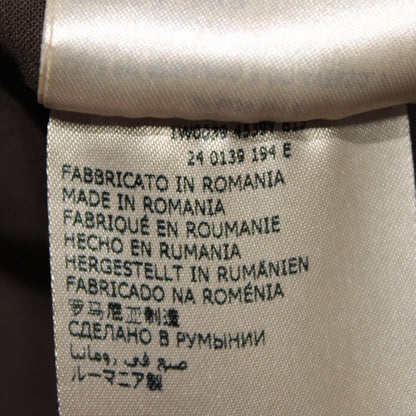 24 0139 194 E
FABBRICATO IN ROMANIA
MADE IN ROMANIA
FABRIQUÉ EN ROUMANIE
HECHO EN RUMANIA
HERGESTELLT IN RUMÄNIEN
FABRICADO NA ROMÉNIA
罗马尼亚制造
СДЕЛАНО В РУМЫНИИ
صنع في رومانيا
ルーマニア製